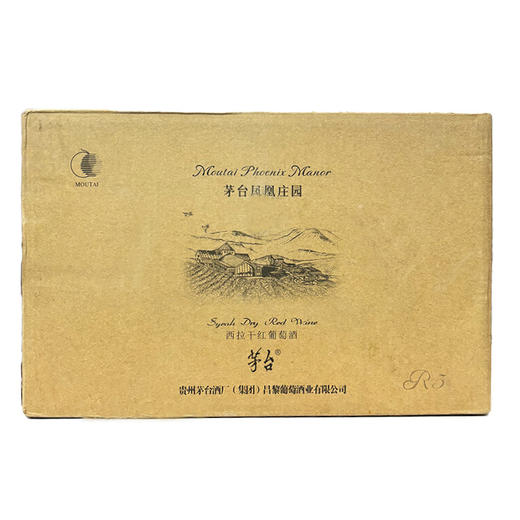 MOUTAI
Moutai Phoenix Manor
茅台凤凰庄园
Syrah Dry Red Wine
西拉干红葡萄酒
茅台®
贵州茅台酒厂（集团）昌黎葡萄酒业有限公司
R5